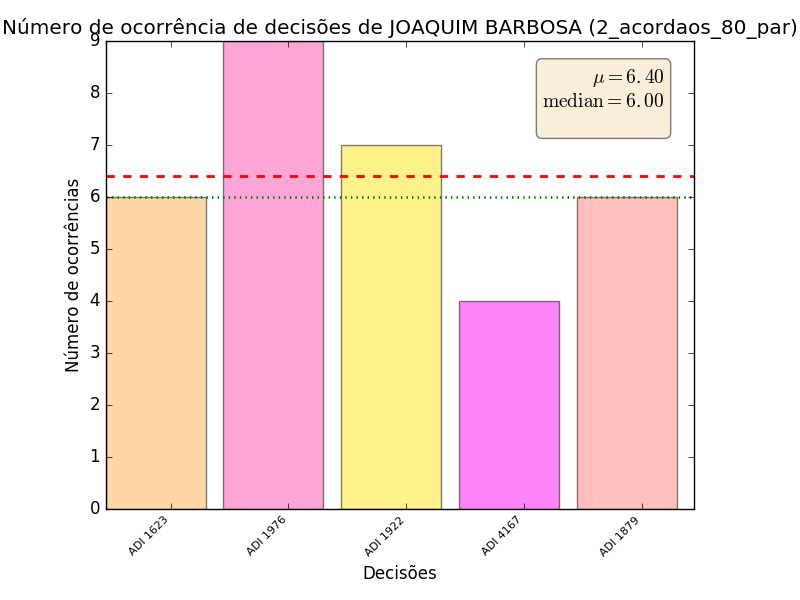 Número de ocorrência de decisões de JOAQUIM BARBOSA (2_acordaos_80_par)
μ = 6.40
median = 6.00
Número de ocorrências
9
8
7
6
5
4
3
2
1
0
ADI 1623
ADI 1976
ADI 1922
ADI 4167
ADI 1879
Decisões